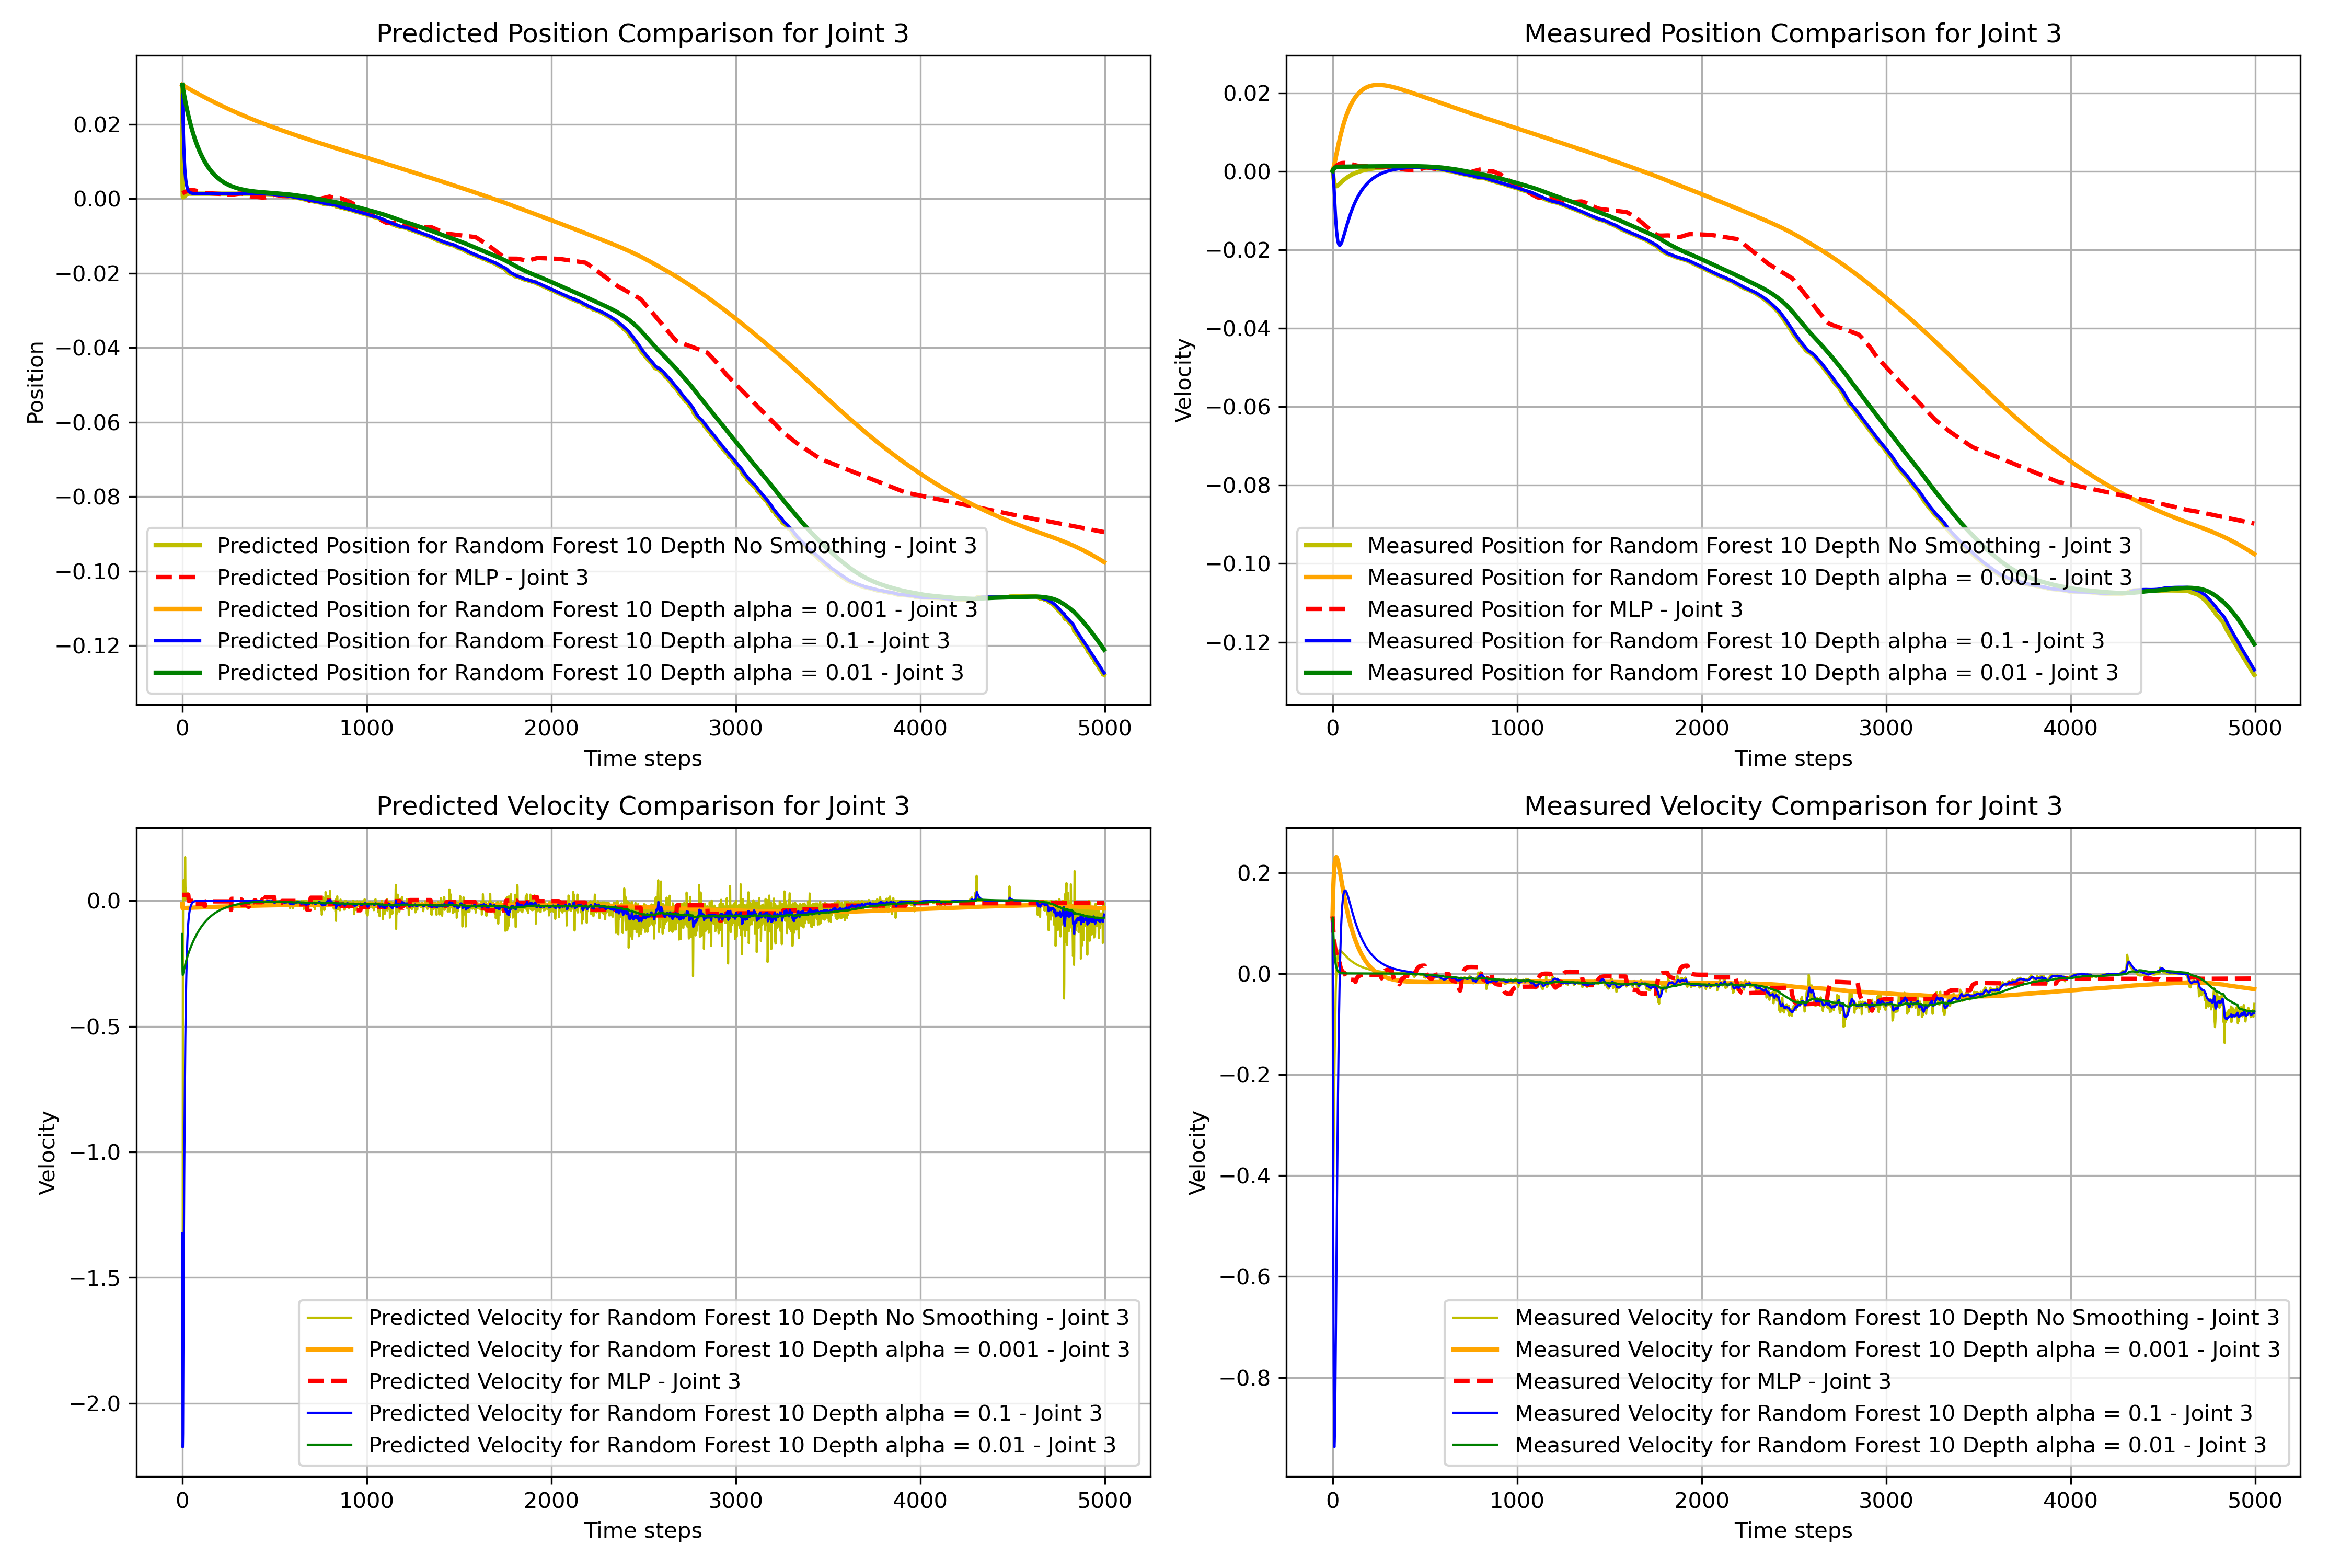 Predicted Position Comparison for Joint 3
0.02
0.00
−0.02
−0.04
−0.06
−0.08
−0.10
−0.12
Position
Predicted Position for Random Forest 10 Depth No Smoothing - Joint 3
Predicted Position for MLP - Joint 3
Predicted Position for Random Forest 10 Depth alpha = 0.001 - Joint 3
Predicted Position for Random Forest 10 Depth alpha = 0.1 - Joint 3
Predicted Position for Random Forest 10 Depth alpha = 0.01 - Joint 3
0 1000 2000 3000 4000 5000
Time steps
Measured Position Comparison for Joint 3
0.02
0.00
−0.02
−0.04
−0.06
−0.08
−0.10
−0.12
Velocity
Measured Position for Random Forest 10 Depth No Smoothing - Joint 3
Measured Position for Random Forest 10 Depth alpha = 0.001 - Joint 3
Measured Position for MLP - Joint 3
Measured Position for Random Forest 10 Depth alpha = 0.1 - Joint 3
Measured Position for Random Forest 10 Depth alpha = 0.01 - Joint 3
0 1000 2000 3000 4000 5000
Time steps
Predicted Velocity Comparison for Joint 3
0.0
−0.5
−1.0
−1.5
−2.0
Velocity
Predicted Velocity for Random Forest 10 Depth No Smoothing - Joint 3
Predicted Velocity for Random Forest 10 Depth alpha = 0.001 - Joint 3
Predicted Velocity for MLP - Joint 3
Predicted Velocity for Random Forest 10 Depth alpha = 0.1 - Joint 3
Predicted Velocity for Random Forest 10 Depth alpha = 0.01 - Joint 3
0 1000 2000 3000 4000 5000
Time steps
Measured Velocity Comparison for Joint 3
0.2
0.0
−0.2
−0.4
−0.6
−0.8
Velocity
Measured Velocity for Random Forest 10 Depth No Smoothing - Joint 3
Measured Velocity for Random Forest 10 Depth alpha = 0.001 - Joint 3
Measured Velocity for MLP - Joint 3
Measured Velocity for Random Forest 10 Depth alpha = 0.1 - Joint 3
Measured Velocity for Random Forest 10 Depth alpha = 0.01 - Joint 3
0 1000 2000 3000 4000 5000
Time steps